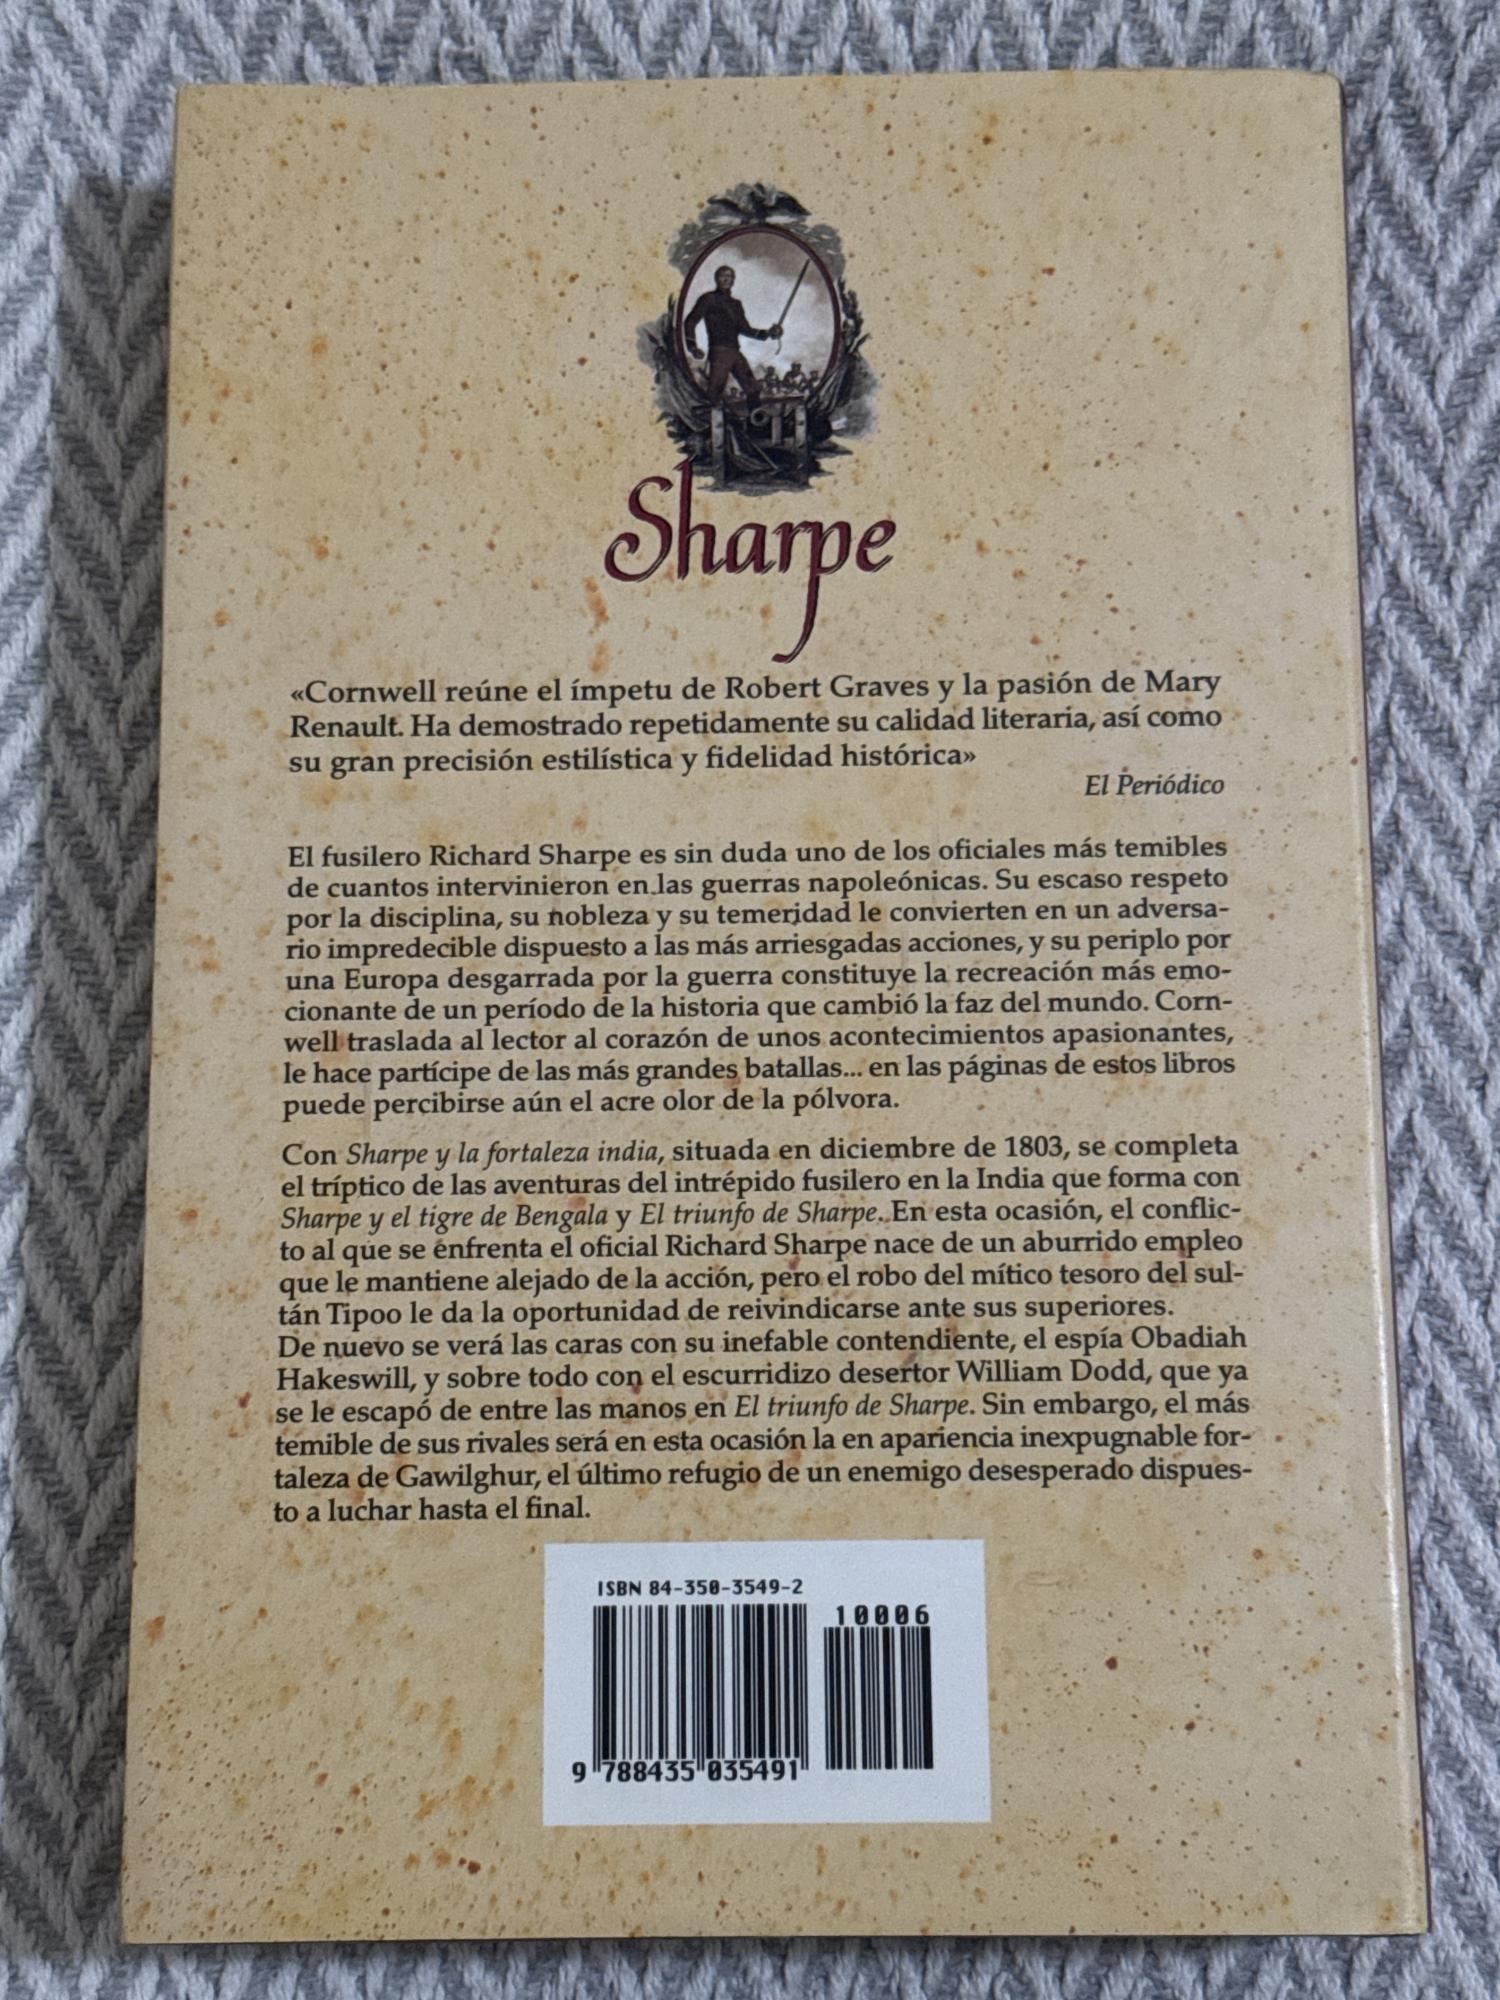 Sharpe
«Cornwell reúne el ímpetu de Robert Graves y la pasión de Mary
Renault. Ha demostrado repetidamente su calidad literaria, así como
su gran precisión estilística y fidelidad histórica»
El Periódico
El fusilero Richard Sharpe es sin duda uno de los oficiales más temibles
de cuantos intervinieron en las guerras napoleónicas. Su escaso respeto
por la disciplina, su nobleza y su temeridad le convierten en un adversa-
rio impredecible dispuesto a las más arriesgadas acciones, y su periplo por
una Europa desgarrada por la guerra constituye la recreación más emo-
cionante de un período de la historia que cambió la faz del mundo. Corn-
well traslada al lector al corazón de unos acontecimientos apasionantes,
le hace partícipe de las más grandes batallas... en las páginas de estos libros
puede percibirse aún el acre olor de la pólvora.
Con Sharpe y la fortaleza india, situada en diciembre de 1803, se completa
el tríptico de las aventuras del intrépido fusilero en la India que forma con
Sharpe y el tigre de Bengala y El triunfo de Sharpe. En esta ocasión, el conflic-
to al que se enfrenta el oficial Richard Sharpe nace de un aburrido empleo
que le mantiene alejado de la acción, pero el robo del mítico tesoro del sul-
tán Tipoo le da la oportunidad de reivindicarse ante sus superiores.
De nuevo se verá las caras con su inefable contendiente, el espía Obadiah
Hakeswill, y sobre todo con el escurridizo desertor William Dodd, que ya
se le escapó de entre las manos en El triunfo de Sharpe. Sin embargo, el más
temible de sus rivales será en esta ocasión la en apariencia inexpugnable for-
taleza de Gawilghur, el último refugio de un enemigo desesperado dispues-
to a luchar hasta el final.
ISBN 84-350-3549-2
10006
9 788435 035491